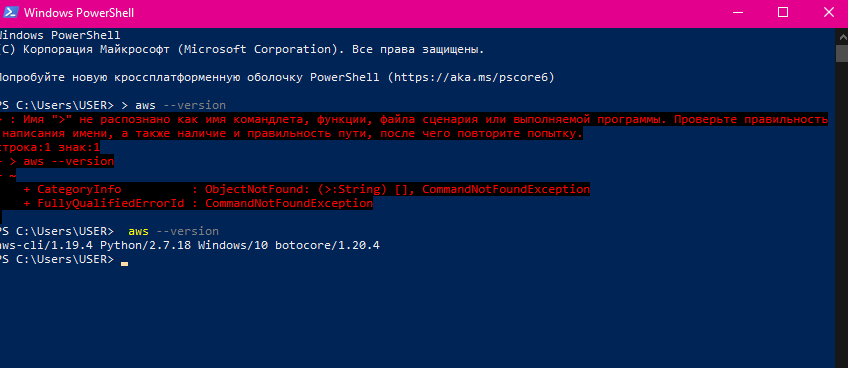 Windows PowerShell
Windows PowerShell
(C) Корпорация Майкрософт (Microsoft Corporation). Все права защищены.
Попробуйте новую кроссплатформенную оболочку PowerShell (https://aka.ms/pscore6)
PS C:\Users\USER> > aws --version
> : Имя ">" не распознано как имя командлета, функции, файла сценария или выполняемой программы. Проверьте правильность
написания имени, а также наличие и правильность пути, после чего повторите попытку.
строка:1 знак:1
+ > aws --version
+ ~
+ CategoryInfo : ObjectNotFound: (>:String) [], CommandNotFoundException
+ FullyQualifiedErrorId : CommandNotFoundException
PS C:\Users\USER> aws --version
aws-cli/1.19.4 Python/2.7.18 Windows/10 botocore/1.20.4
PS C:\Users\USER>